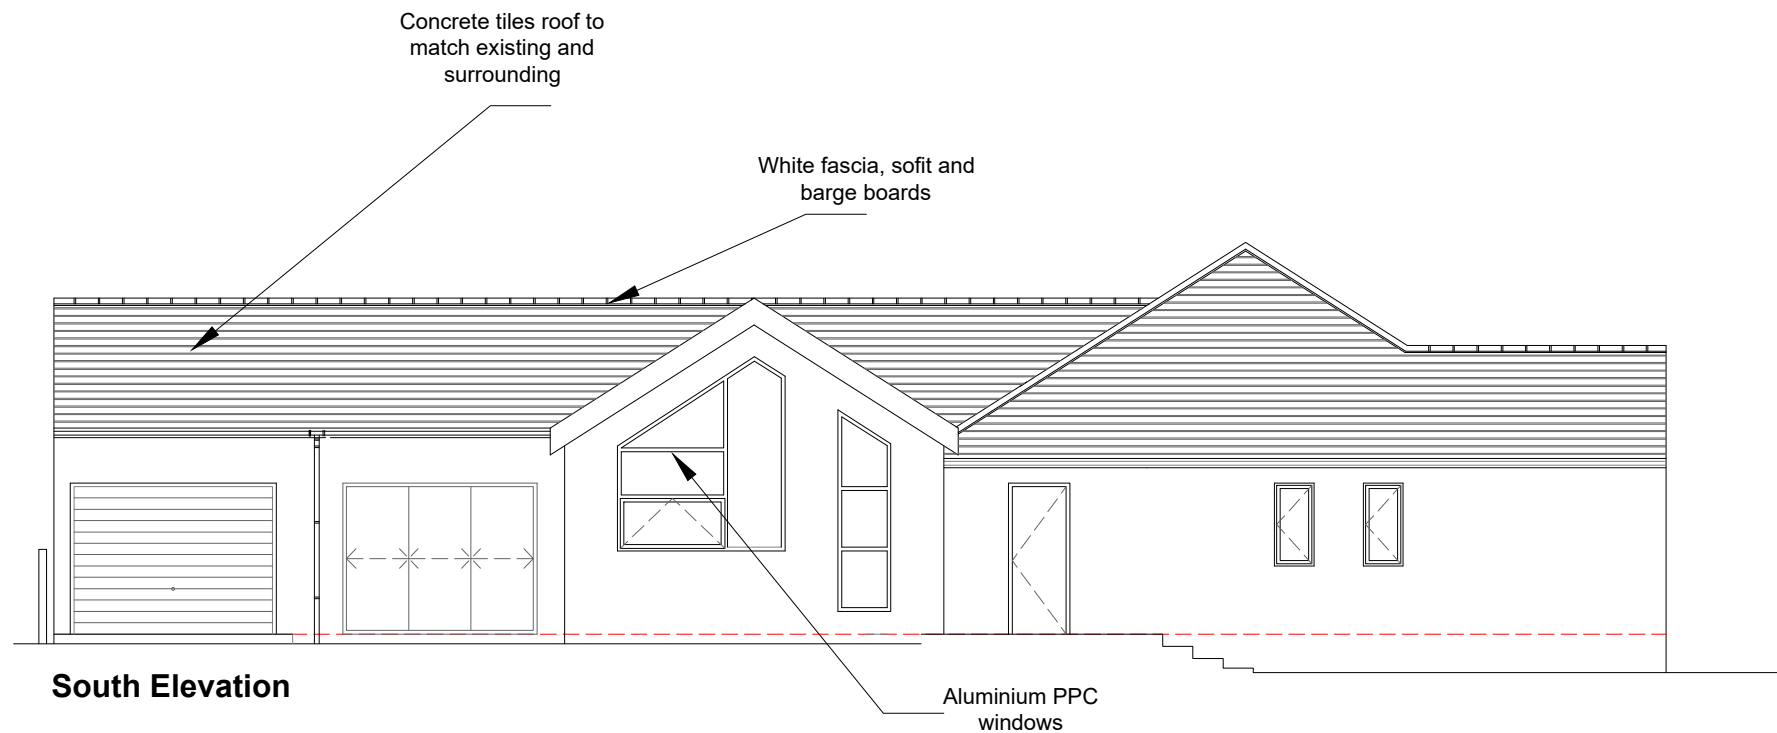 Concrete tiles roof to
match existing and
surrounding
White fascia, sofit and
barge boards
South Elevation
Aluminium PPC
windows